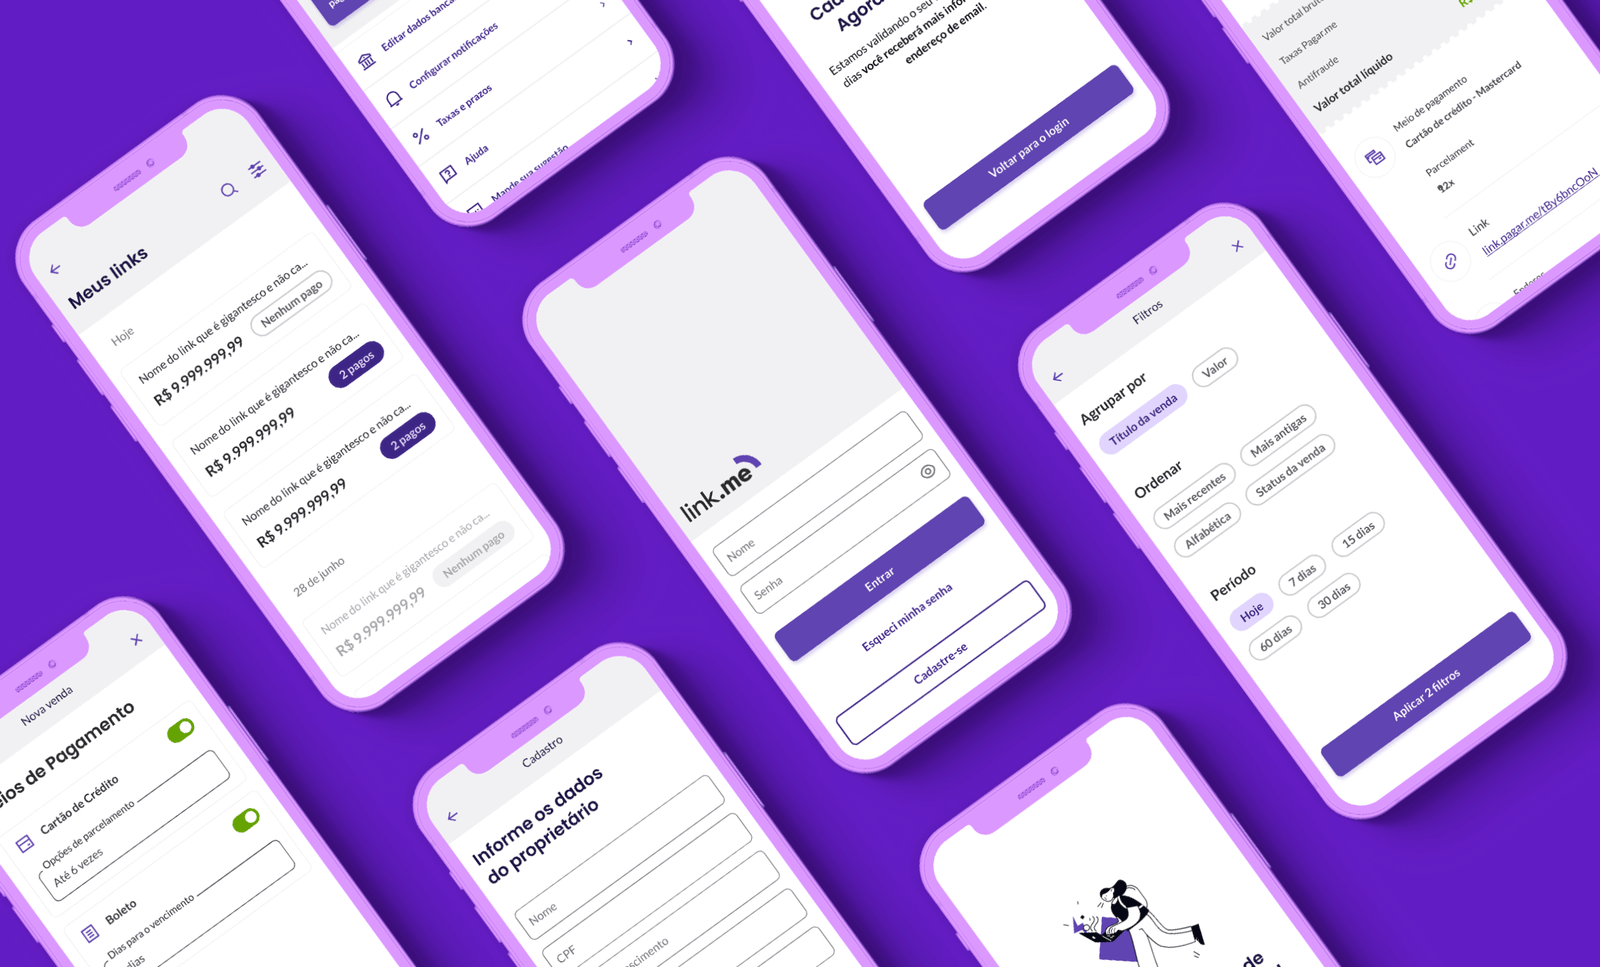 Editar dados banca
Configurar notificações
Taxas e prazos
Ajuda
Mande sua sugestão
Agora
Estamos validando o seu
dias você receberá mais infor
endereço de email.
Voltar para o login
Valor total brut
Taxas Pagar.me
Antifraude
Valor total líquido
R$
Meio de pagamento
Cartão de crédito - Mastercard
Parcelament
12x
Link
link.pagar.me/tBy6bncOoN
Meus links
Hoje
Nome do link que é gigantesco e não ca...
R$ 9.999.999,99
Nenhum pago
Nome do link que é gigantesco e não ca...
R$ 9.999.999,99
2 pagos
Nome do link que é gigantesco e não ca...
R$ 9.999.999,99
2 pagos
28 de junho
Nome do link que é gigantesco e não ca...
R$ 9.999.999,99
Nenhum pago
link.me
Nome
Senha
Entrar
Esqueci minha senha
Cadastre-se
Filtros
Agrupar por
Título da venda
Valor
Ordenar
Mais recentes
Mais antigas
Alfabética
Status da venda
Período
Hoje
7 dias
15 dias
60 dias
30 dias
Aplicar 2 filtros
Nova venda
eios de Pagamento
Cartão de Crédito
Opções de parcelamento
Até 6 vezes
Boleto
Dias para o vencimento
dias
Cadastro
Informe os dados
do proprietário
Nome
CPF
scimento
de